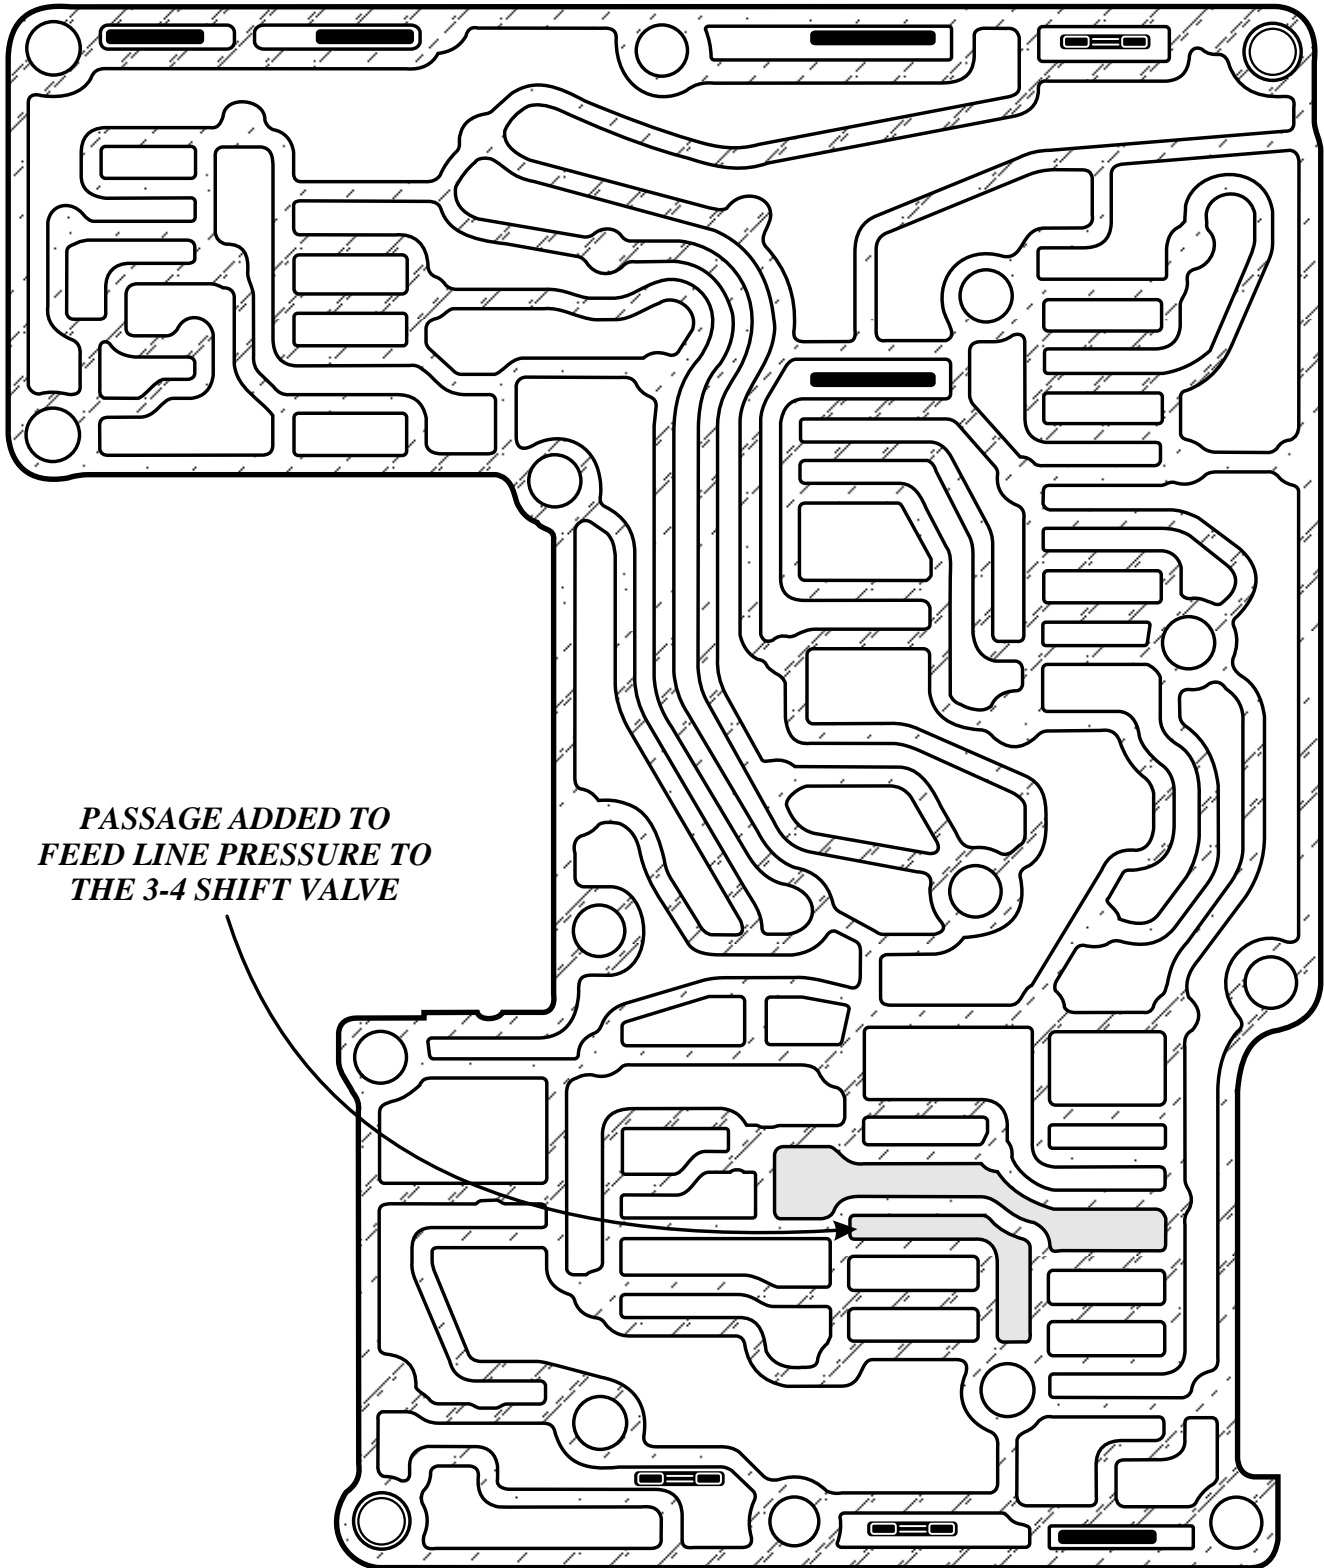 PASSAGE ADDED TO
FEED LINE PRESSURE TO
THE 3-4 SHIFT VALVE